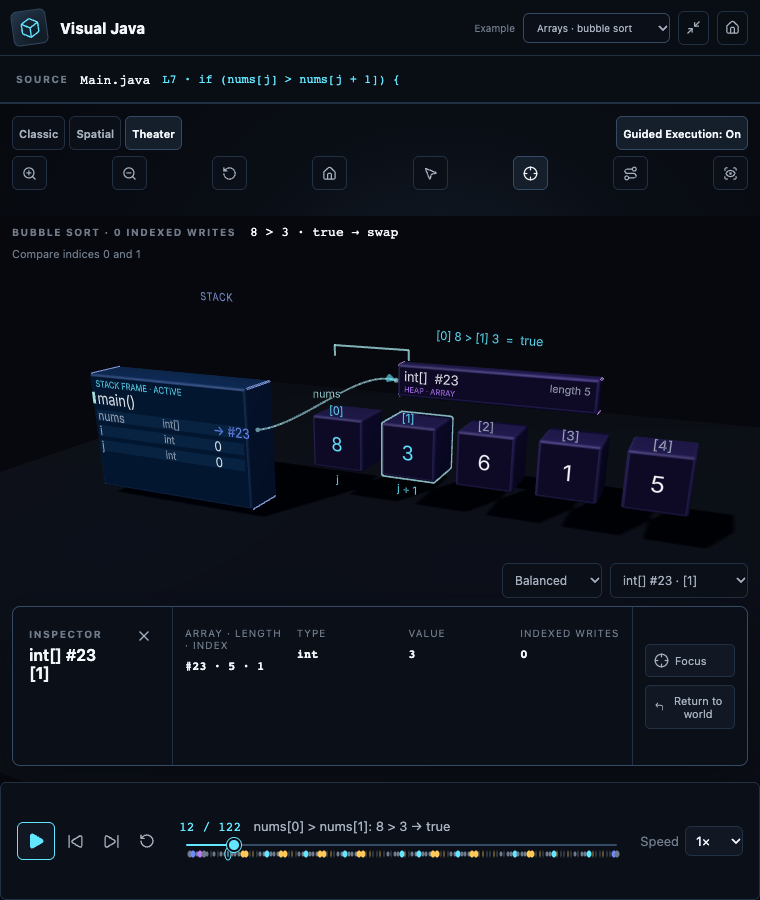 Visual Java
Example
Arrays · bubble sort
SOURCE Main.java L7 · if (nums[j] > nums[j + 1]) {
Classic
Spatial
Theater
Guided Execution: On
BUBBLE SORT · 0 INDEXED WRITES 8 > 3 · true → swap
Compare indices 0 and 1
STACK
[0] 8 > [1] 3 = true
STACK FRAME · ACTIVE
main()
nums int[] → #23
i int 0
j int 0
nums
int[] #23
HEAP · ARRAY
length 5
[0] [1] [2] [3] [4]
8 3 6 1 5
j j + 1
Balanced
int[] #23 · [1]
INSPECTOR
int[] #23
[1]
ARRAY · LENGTH
· INDEX
#23 · 5 · 1
TYPE
int
VALUE
3
INDEXED WRITES
0
Focus
Return to
world
12 / 122 nums[0] > nums[1]: 8 > 3 → true
Speed
1×